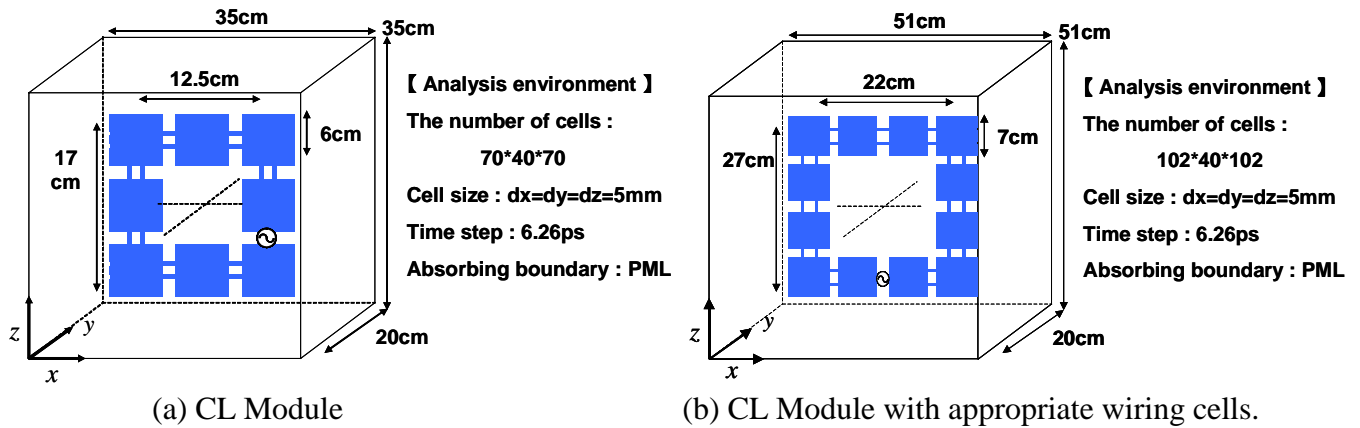 35cm
35cm
12.5cm
6cm
17
cm
【 Analysis environment 】
The number of cells :
70*40*70
Cell size : dx=dy=dz=5mm
Time step : 6.26ps
Absorbing boundary : PML
z
y
x
20cm
(a) CL Module
51cm
51cm
22cm
7cm
27cm
【 Analysis environment 】
The number of cells :
102*40*102
Cell size : dx=dy=dz=5mm
Time step : 6.26ps
Absorbing boundary : PML
z
y
x
20cm
(b) CL Module with appropriate wiring cells.